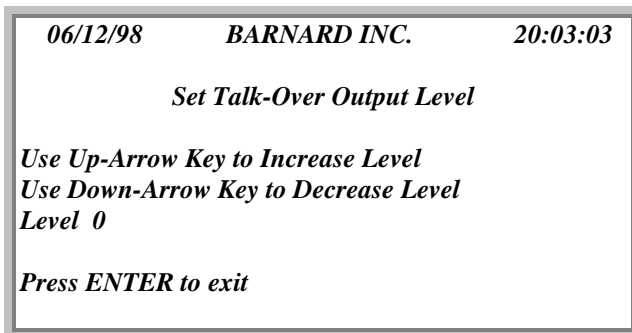 06/12/98 BARNARD INC. 20:03:03
Set Talk-Over Output Level
Use Up-Arrow Key to Increase Level
Use Down-Arrow Key to Decrease Level
Level 0
Press ENTER to exit